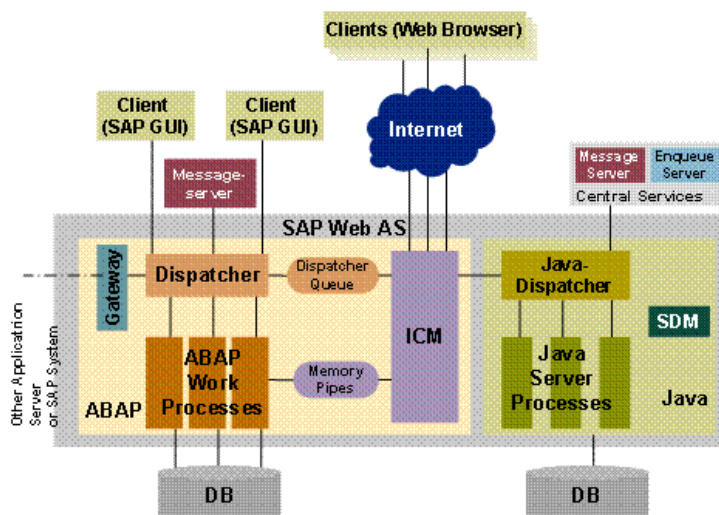 Clients (Web Browser)
Client
(SAP GUI)
Client
(SAP GUI)
Internet
Message-
server
Message
Server
Enqueue
Server
Central Services
SAP Web AS
Gateway
Dispatcher
Dispatcher
Queue
ICM
Java-
Dispatcher
SDM
Other Application
Server
or SAP System
ABAP
Work
Processes
Memory
Pipes
Java
Server
Processes
ABAP
Java
DB
DB